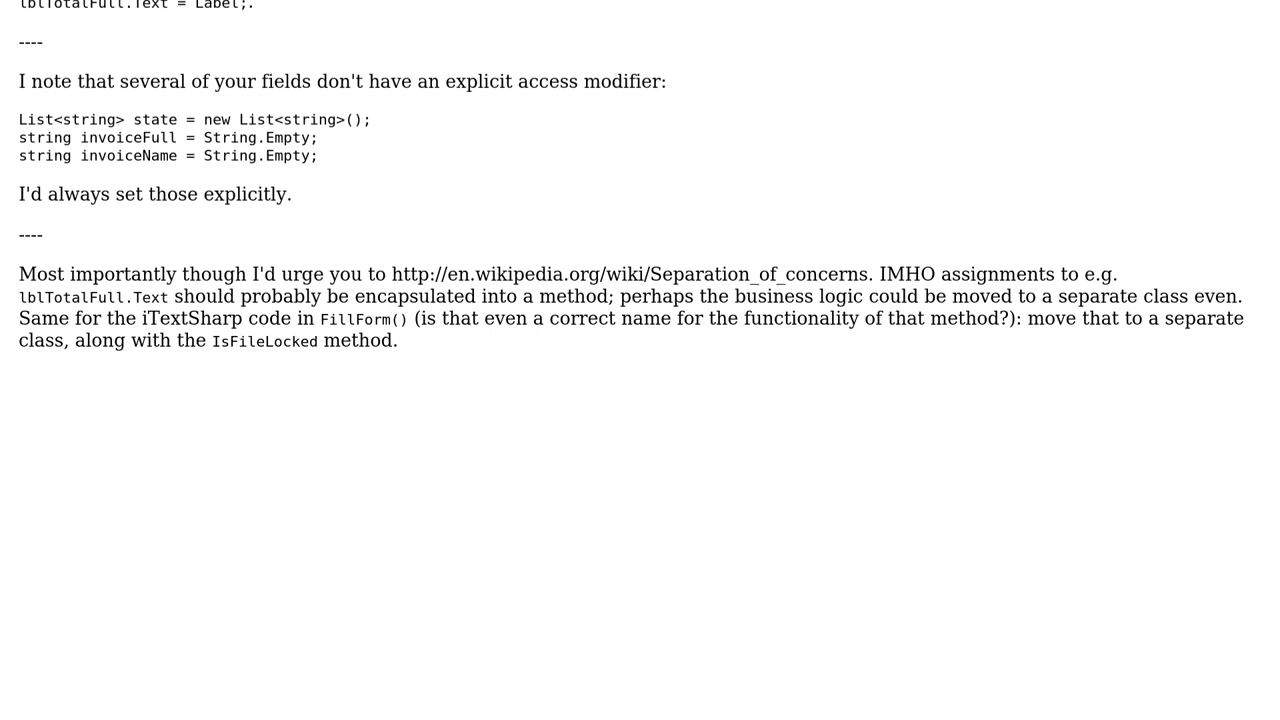 lblTotalFull.Text = Label;.
----
I note that several of your fields don't have an explicit access modifier:
List<string> state = new List<string>();
string invoiceFull = String.Empty;
string invoiceName = String.Empty;
I'd always set those explicitly.
----
Most importantly though I'd urge you to http://en.wikipedia.org/wiki/Separation_of_concerns. IMHO assignments to e.g.
lblTotalFull.Text should probably be encapsulated into a method; perhaps the business logic could be moved to a separate class even.
Same for the iTextSharp code in FillForm() (is that even a correct name for the functionality of that method?): move that to a separate
class, along with the IsFileLocked method.